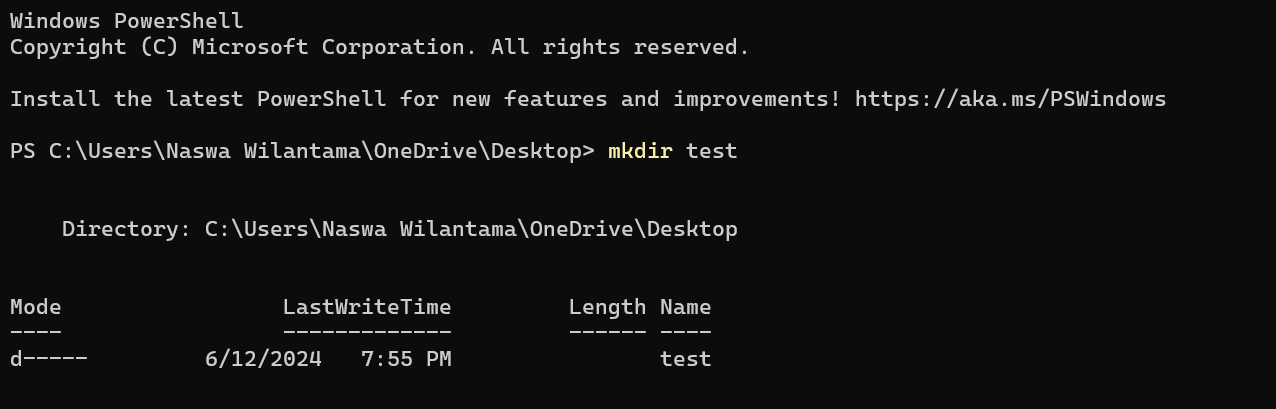 Windows PowerShell
Copyright (C) Microsoft Corporation. All rights reserved.
Install the latest PowerShell for new features and improvements! https://aka.ms/PSWindows
PS C:\Users\Naswa Wilantama\OneDrive\Desktop> mkdir test
    Directory: C:\Users\Naswa Wilantama\OneDrive\Desktop
Mode                 LastWriteTime         Length Name
----                 -------------         ------ ----
d-----         6/12/2024   7:55 PM                test